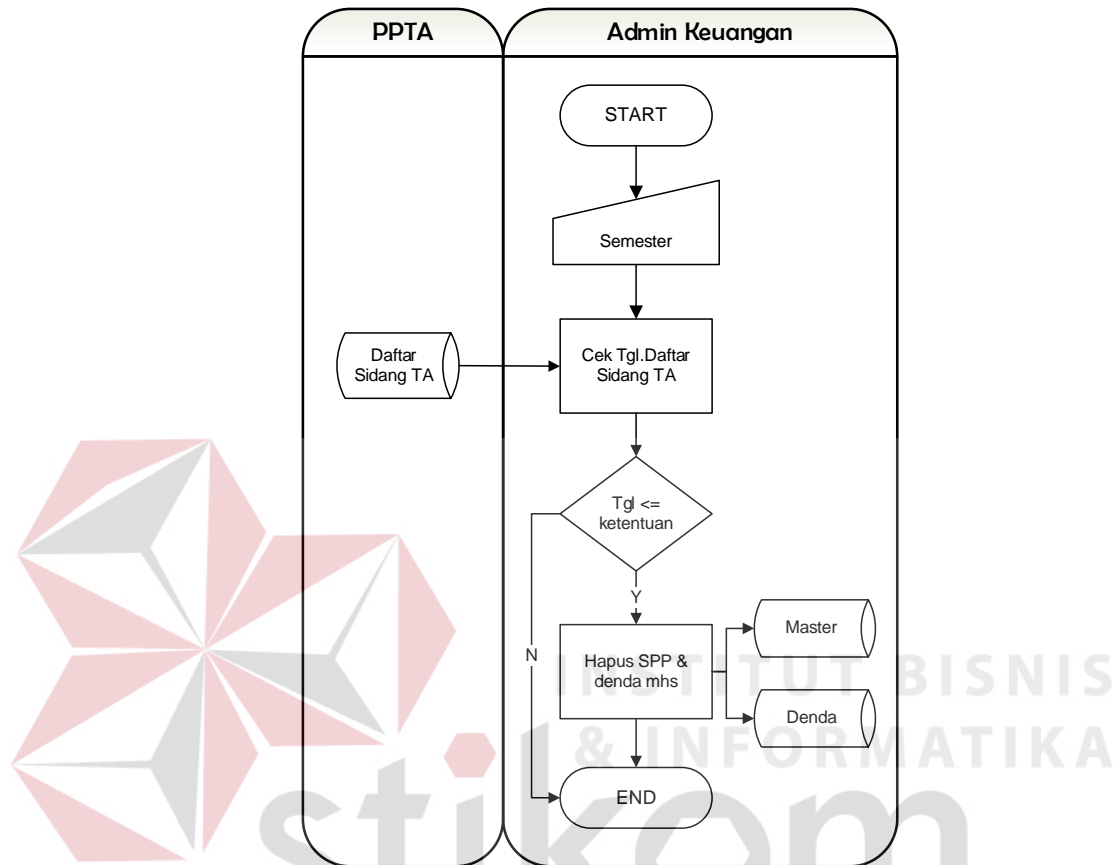 PPTA
Admin Keuangan
START
Semester
Daftar
Sidang TA
Cek Tgl.Daftar
Sidang TA
Tgl <=
ketentuan
Y
N
Hapus SPP &
denda mhs
Master
Denda
END
INSTITUT BISNIS
& INFORMATIKA
stikom